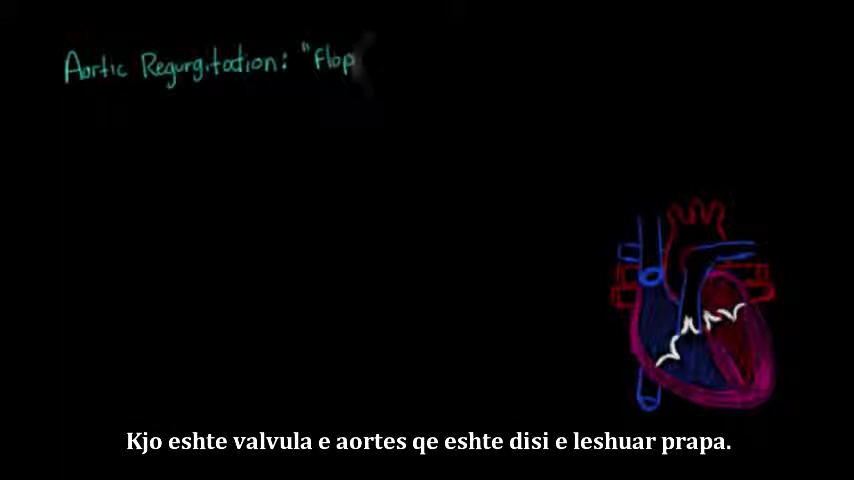 Aortic Regurgitation: "Flop
Kjo eshte valvula e aortes qe eshte disi e leshuar prapa.